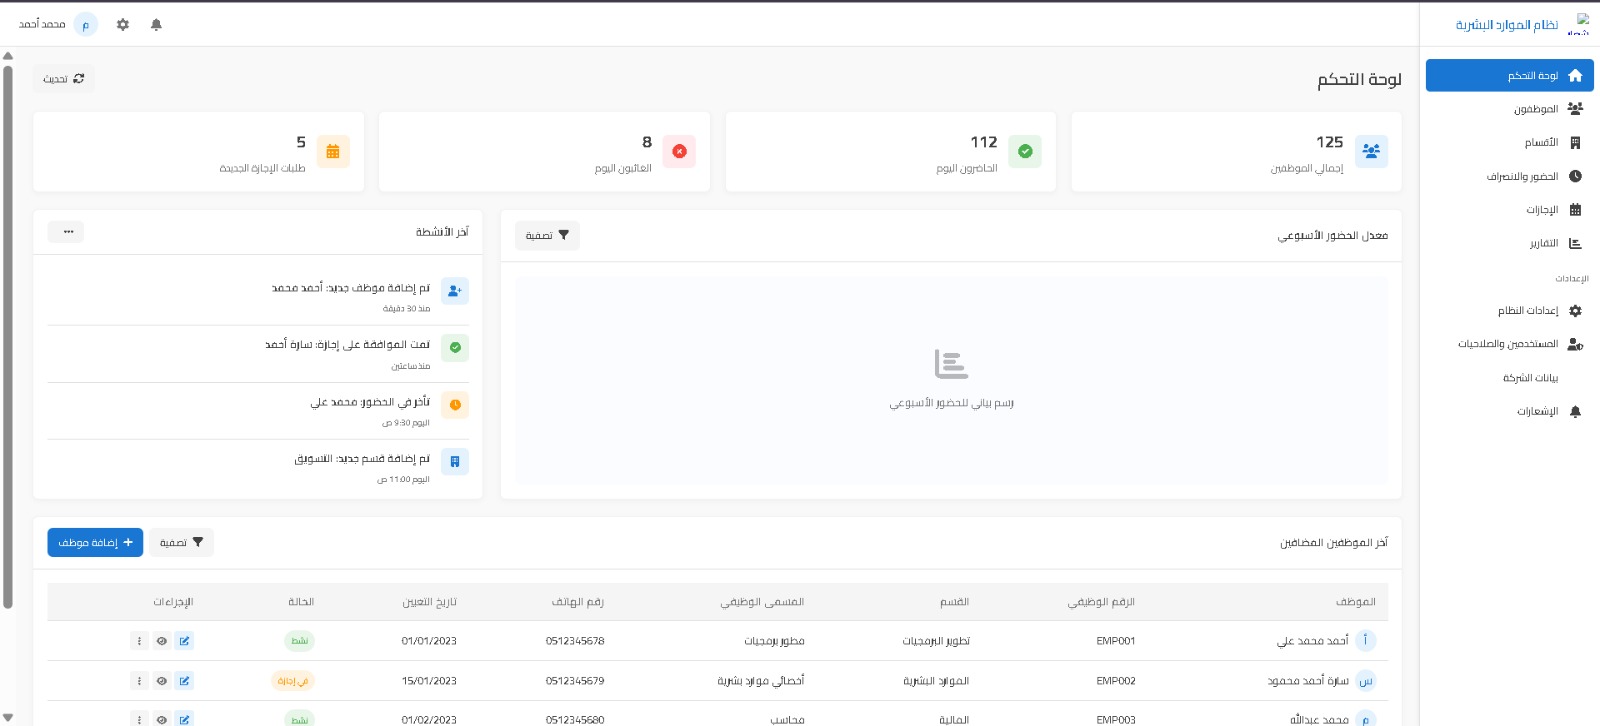 نظام الموارد البشرية
محمد أحمد
م
لوحة التحكم
الموظفون
الأقسام
الحضور والانصراف
الإجازات
التقارير
الإعدادات
إعدادات النظام
المستخدمين والصلاحيات
بيانات الشركة
الإشعارات
لوحة التحكم
تحديث
125
إجمالي الموظفين
112
الحاضرون اليوم
8
الغائبون اليوم
5
طلبات الإجازة الجديدة
معدل الحضور الأسبوعي
تصفية
رسم بياني للحضور الأسبوعي
آخر الأنشطة
تم إضافة موظف جديد: أحمد محمد
منذ 30 دقيقة
تمت الموافقة على إجازة: سارة أحمد
منذ ساعتين
تأخر في الحضور: محمد علي
اليوم 9:30 ص
تم إضافة قسم جديد: التسويق
اليوم 11:00 ص
آخر الموظفين المضافين
تصفية
إضافة موظف
الموظف الرقم الوظيفي القسم المسمى الوظيفي رقم الهاتف تاريخ التعيين الحالة الإجراءات
أ أحمد محمد علي EMP001 تطوير البرمجيات مطور برمجيات 0512345678 01/01/2023 نشط
س سارة أحمد محمود EMP002 الموارد البشرية أخصائي موارد بشرية 0512345679 15/01/2023 في إجازة
م محمد عبدالله EMP003 المالية محاسب 0512345680 01/02/2023 نشط